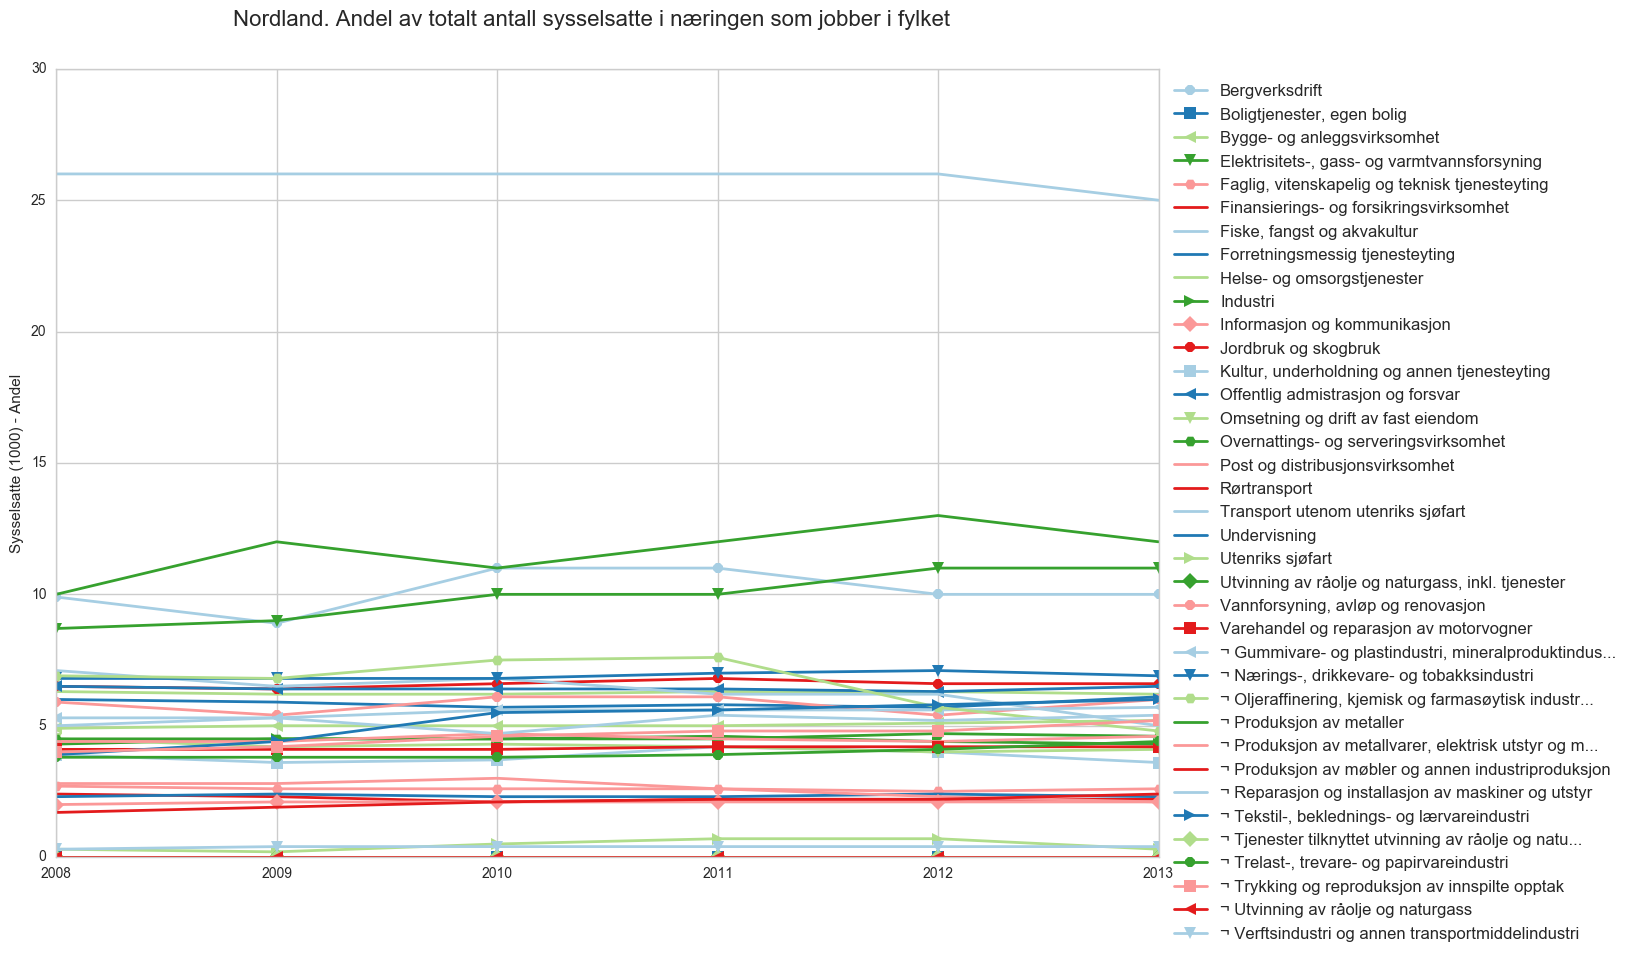 Nordland. Andel av totalt antall sysselsatte i næringen som jobber i fylket
Sysselsatte (1000) - Andel
30
25
20
15
10
5
0
2008
2009
2010
2011
2012
2013
Bergverksdrift
Boligtjenester, egen bolig
Bygge- og anleggsvirksomhet
Elektrisitets-, gass- og varmtvannsforsyning
Faglig, vitenskapelig og teknisk tjenesteyting
Finansierings- og forsikringsvirksomhet
Fiske, fangst og akvakultur
Forretningsmessig tjenesteyting
Helse- og omsorgstjenester
Industri
Informasjon og kommunikasjon
Jordbruk og skogbruk
Kultur, underholdning og annen tjenesteyting
Offentlig admistrasjon og forsvar
Omsetning og drift av fast eiendom
Overnattings- og serveringsvirksomhet
Post og distribusjonsvirksomhet
Rørtransport
Transport utenom utenriks sjøfart
Undervisning
Utenriks sjøfart
Utvinning av råolje og naturgass, inkl. tjenester
Vannforsyning, avløp og renovasjon
Varehandel og reparasjon av motorvogner
¬ Gummivare- og plastindustri, mineralproduktindus...
¬ Nærings-, drikkevare- og tobakksindustri
¬ Oljeraffinering, kjemisk og farmasøytisk industr...
¬ Produksjon av metaller
¬ Produksjon av metallvarer, elektrisk utstyr og m...
¬ Produksjon av møbler og annen industriproduksjon
¬ Reparasjon og installasjon av maskiner og utstyr
¬ Tekstil-, beklednings- og lærvareindustri
¬ Tjenester tilknyttet utvinning av råolje og natu...
¬ Trelast-, trevare- og papirvareindustri
¬ Trykking og reproduksjon av innspilte opptak
¬ Utvinning av råolje og naturgass
¬ Verftsindustri og annen transportmiddelindustri